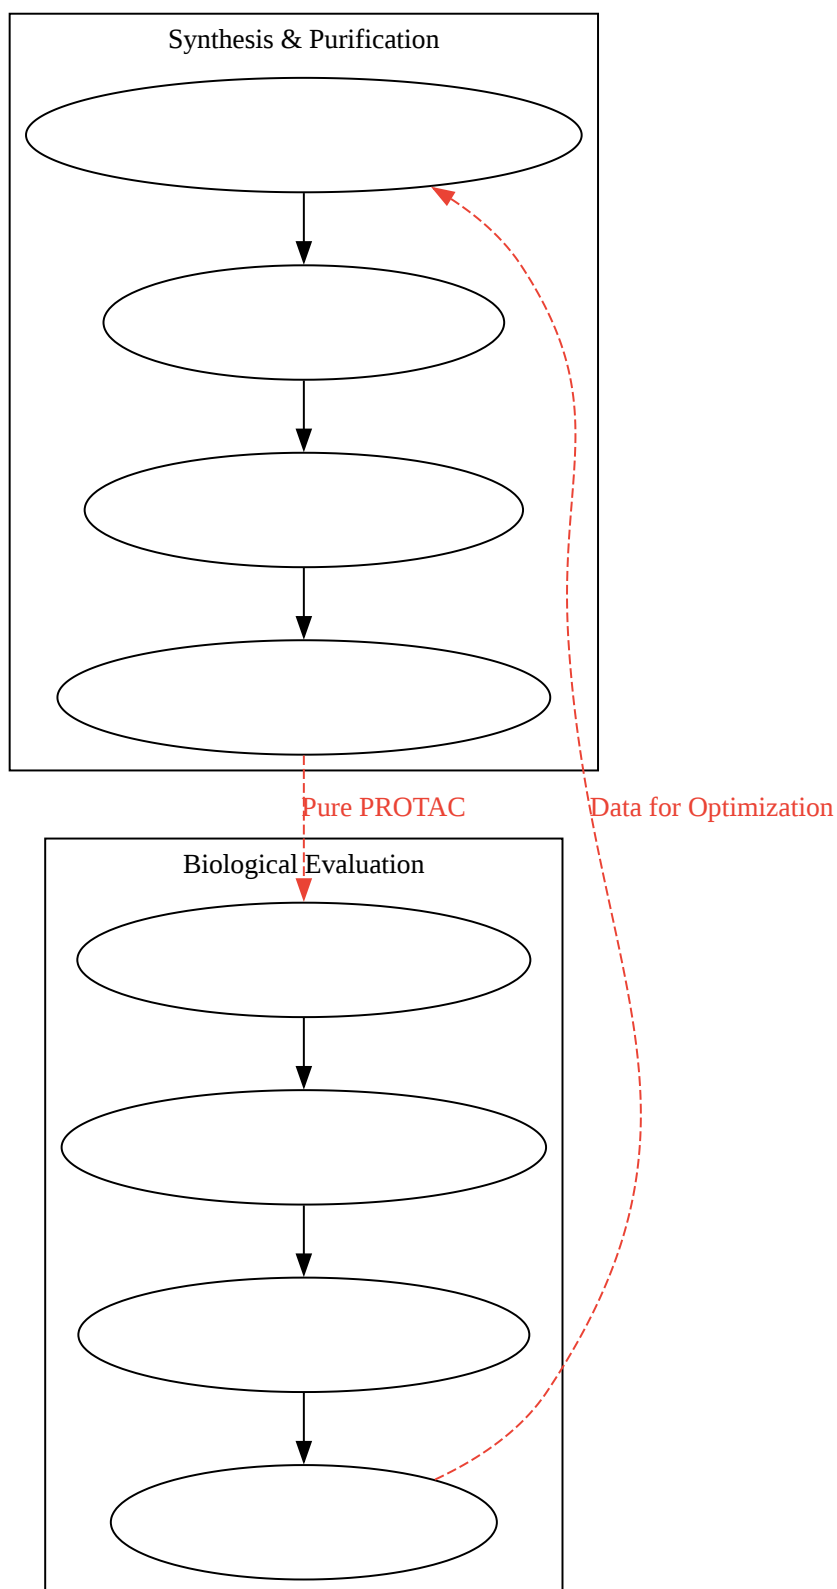 Synthesis & Purification
Pure PROTAC
Data for Optimization
Biological Evaluation